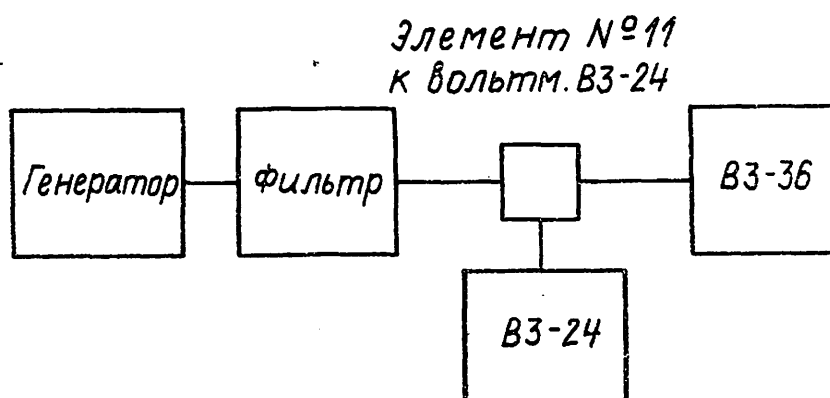 Элемент №11
к вольтм. В3-24
Генератор
Фильтр
В3-36
В3-24